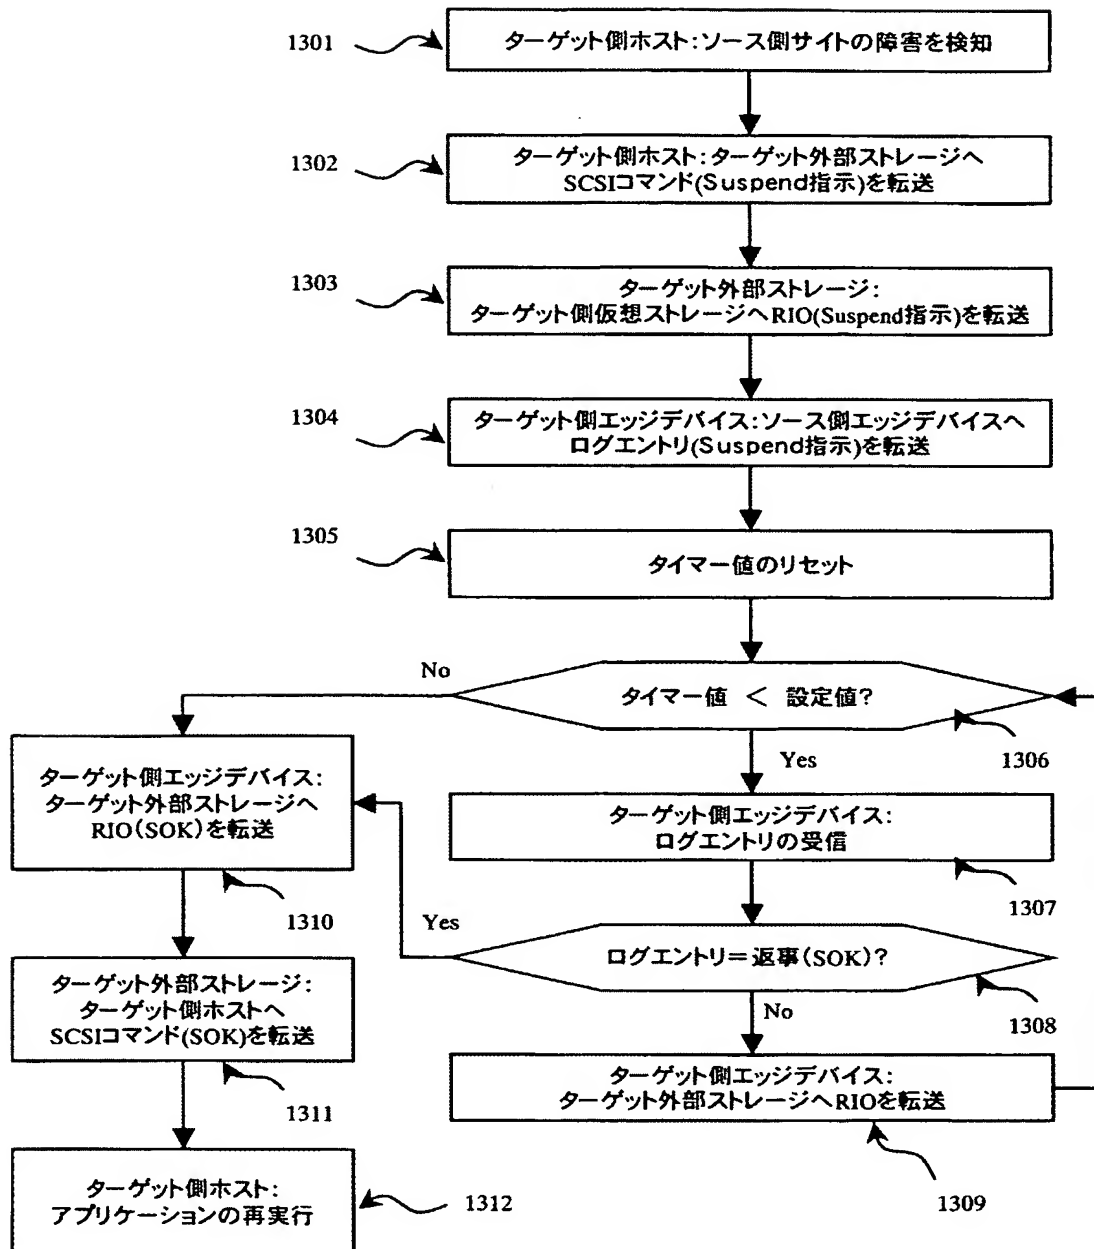 1301
ターゲット側ホスト:ソース側サイトの障害を検知
1302
ターゲット側ホスト:ターゲット外部ストレージへ
SCSIコマンド(Suspend指示)を転送
1303
ターゲット外部ストレージ:
ターゲット側仮想ストレージへRIO(Suspend指示)を転送
1304
ターゲット側エッジデバイス:ソース側エッジデバイスへ
ログエントリ(Suspend指示)を転送
1305
タイマー値のリセット
No
タイマー値 < 設定値?
1306
Yes
ターゲット側エッジデバイス:
ターゲット外部ストレージへ
RIO(SOK)を転送
1310
ターゲット側エッジデバイス:
ログエントリの受信
1307
Yes
ログエントリ=返事(SOK)?
1308
No
ターゲット外部ストレージ:
ターゲット側ホストへ
SCSIコマンド(SOK)を転送
1311
ターゲット側エッジデバイス:
ターゲット外部ストレージへRIOを転送
1309
ターゲット側ホスト:
アプリケーションの再実行
1312